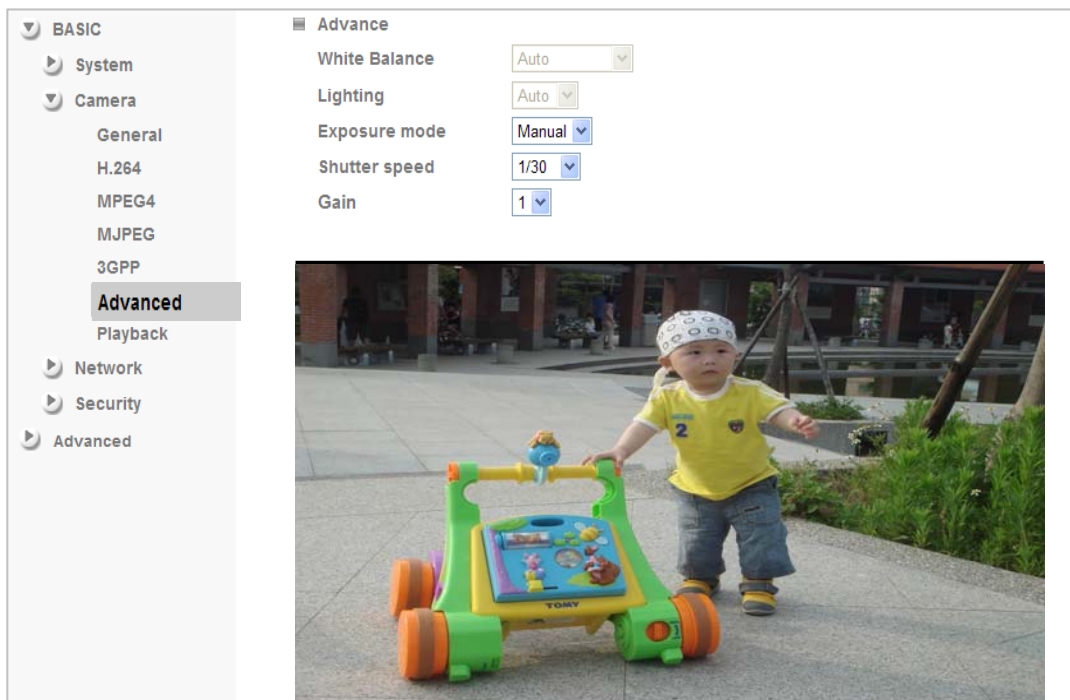 BASIC
System
Camera
General
H.264
MPEG4
MJPEG
3GPP
Advanced
Playback
Network
Security
Advanced
Advance
White Balance Auto
Lighting Auto
Exposure mode Manual
Shutter speed 1/30
Gain 1
2
TOMY